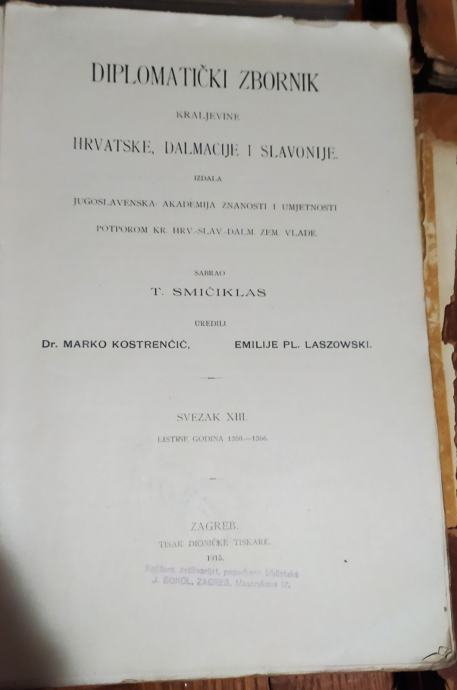 DIPLOMATIČKI ZBORNIK
KRALJEVINE
HRVATSKE, DALMACIJE I SLAVONIJE.
IZDALA
JUGOSLAVENSKA AKADEMIJA ZNANOSTI I UMJETNOSTI
POTPOROM KR. HRV.-SLAV.-DALM. ZEM. VLADE.
SABRAO
T. SMIČIKLAS
UREDILI
Dr. MARKO KOSTRENČIĆ, EMILIJE PL. LASZOWSKI.
SVEZAK XIII.
LISTINE GODINA 1360.—1366.
ZAGREB.
TISAK DIONIČKE TISKARE.
1915.
J. SOKOL, ZAGREB,